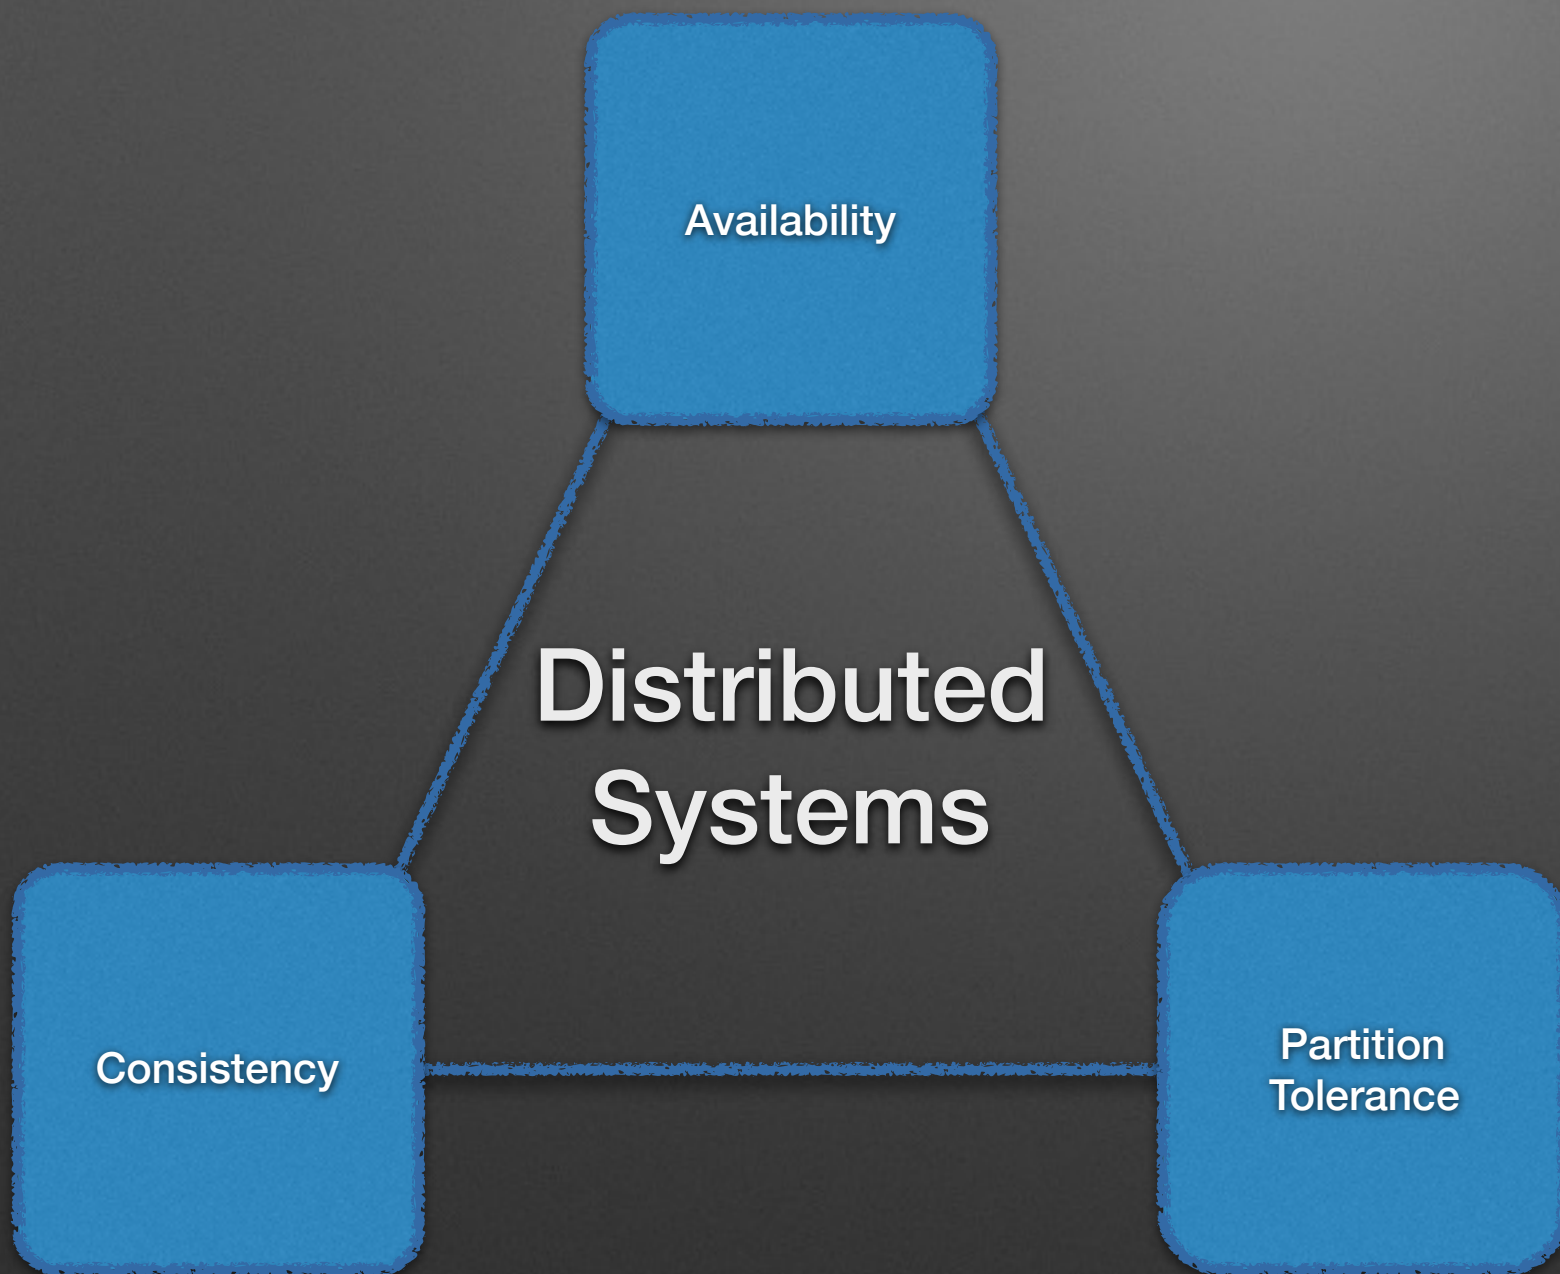 Availability
Distributed
Systems
Consistency
Partition
Tolerance